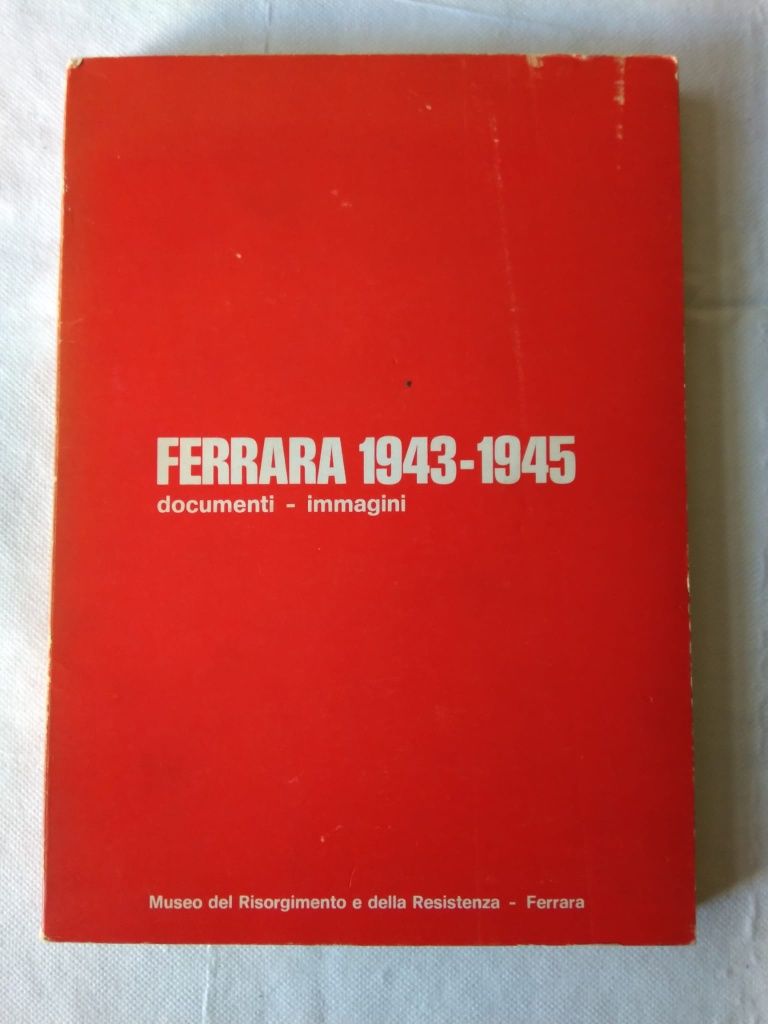 FERRARA 1943-1945
documenti - immagini
Museo del Risorgimento e della Resistenza - Ferrara